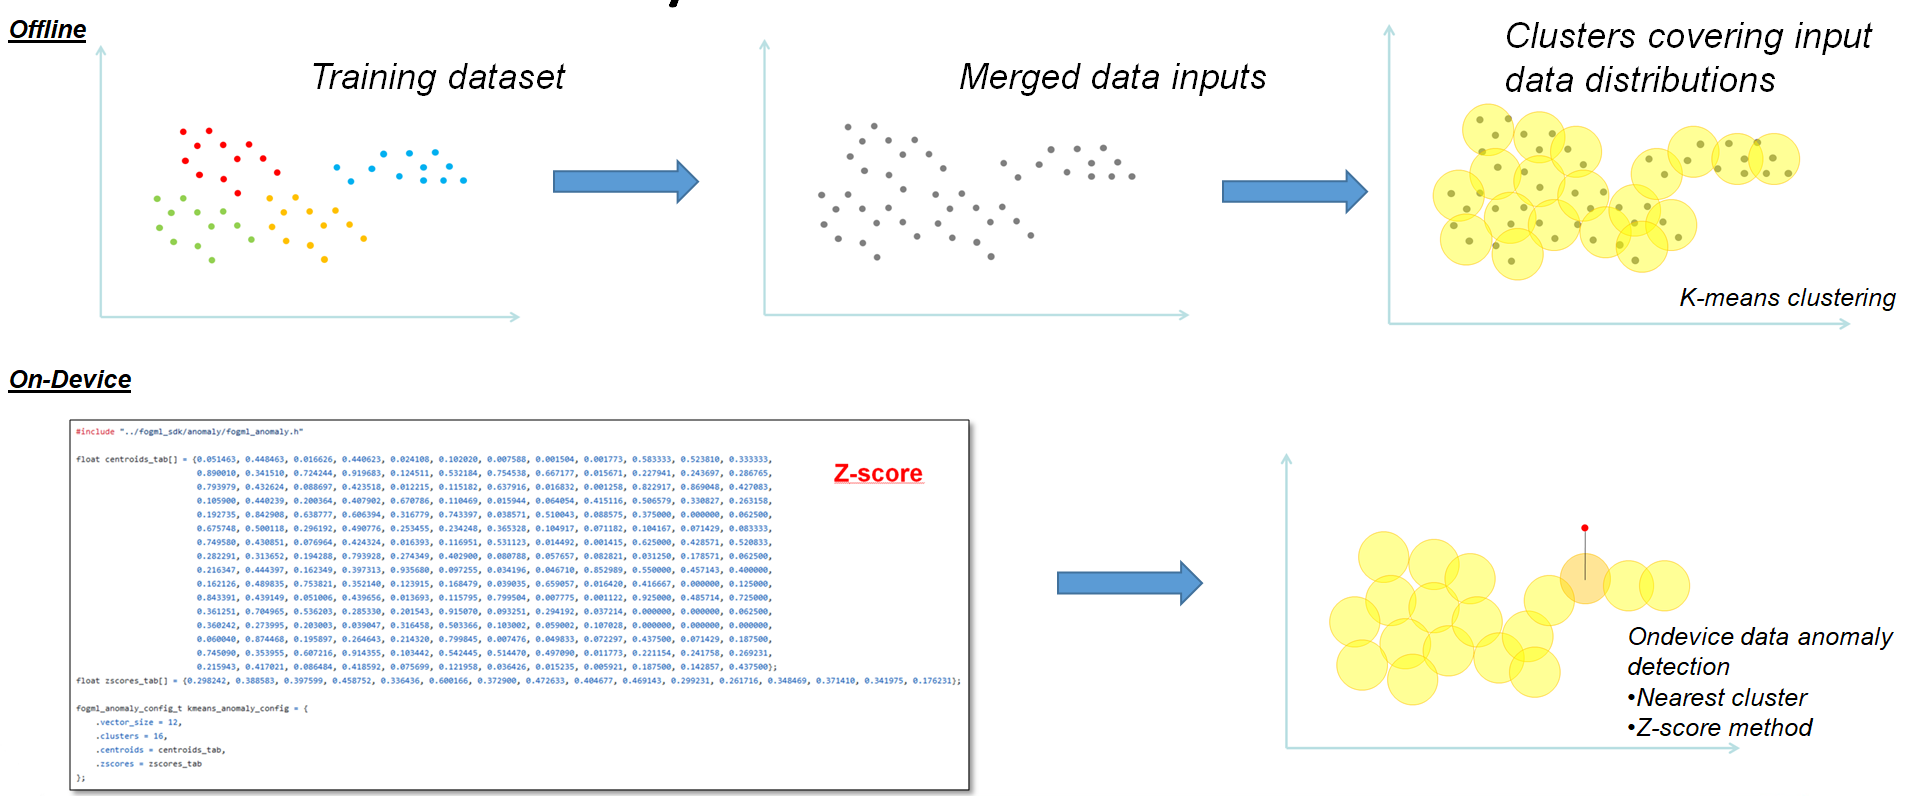 Offline
Training dataset
Merged data inputs
Clusters covering input
data distributions
K-means clustering
On-Device
#include "../fogml_sdk/anomaly/fogml_anomaly.h"
float centroids_tab[] = {0.051463, 0.448463, 0.016626, 0.440623, 0.024108, 0.102020, 0.007588, 0.001504, 0.001773, 0.583333, 0.523810, 0.333333,
0.890010, 0.341510, 0.724244, 0.919683, 0.124511, 0.532184, 0.754538, 0.667177, 0.015671, 0.227941, 0.243697, 0.286765,
0.793979, 0.432624, 0.088697, 0.423518, 0.012215, 0.115182, 0.637916, 0.016832, 0.001258, 0.822917, 0.869048, 0.427083,
0.105900, 0.440239, 0.200364, 0.407902, 0.670786, 0.110469, 0.015944, 0.064054, 0.415116, 0.506579, 0.330827, 0.263158,
0.192735, 0.842908, 0.638777, 0.606394, 0.316779, 0.743397, 0.038571, 0.510043, 0.088575, 0.375000, 0.000000, 0.062500,
0.675748, 0.500118, 0.296192, 0.490776, 0.253455, 0.234248, 0.365328, 0.104917, 0.071182, 0.104167, 0.071429, 0.083333,
0.749580, 0.430851, 0.076964, 0.424324, 0.016393, 0.116951, 0.531123, 0.014492, 0.001415, 0.625000, 0.428571, 0.520833,
0.282291, 0.313652, 0.194288, 0.793928, 0.274349, 0.402900, 0.080788, 0.057657, 0.082821, 0.031250, 0.178571, 0.062500,
0.216347, 0.444397, 0.162349, 0.397313, 0.935680, 0.097255, 0.034196, 0.046710, 0.852989, 0.550000, 0.457143, 0.400000,
0.162126, 0.489835, 0.753821, 0.352140, 0.123915, 0.168479, 0.039035, 0.659057, 0.016420, 0.416667, 0.000000, 0.125000,
0.843391, 0.439149, 0.051006, 0.439656, 0.013693, 0.115795, 0.799504, 0.007775, 0.001122, 0.925000, 0.485714, 0.725000,
0.361251, 0.704965, 0.536203, 0.285330, 0.201543, 0.915070, 0.093251, 0.294192, 0.037214, 0.000000, 0.000000, 0.062500,
0.360242, 0.273995, 0.203003, 0.039047, 0.316458, 0.503366, 0.103002, 0.059002, 0.107028, 0.000000, 0.000000, 0.000000,
0.060040, 0.874468, 0.195897, 0.264643, 0.214320, 0.799845, 0.007476, 0.049833, 0.072297, 0.437500, 0.071429, 0.187500,
0.745090, 0.353955, 0.607216, 0.914355, 0.103442, 0.542445, 0.514470, 0.497090, 0.011773, 0.221154, 0.241758, 0.269231,
0.215943, 0.417021, 0.086484, 0.418592, 0.075699, 0.121958, 0.036426, 0.015235, 0.005921, 0.187500, 0.142857, 0.437500};
float zscores_tab[] = {0.298242, 0.388583, 0.397599, 0.458752, 0.336436, 0.600166, 0.372900, 0.472633, 0.404677, 0.469143, 0.299231, 0.261716, 0.348469, 0.371410, 0.341975, 0.176231};
fogml_anomaly_config_t kmeans_anomaly_config = {
.vector_size = 12,
.clusters = 16,
.centroids = centroids_tab,
.zscores = zscores_tab
};
Z-score
Ondevice data anomaly
detection
•Nearest cluster
•Z-score method